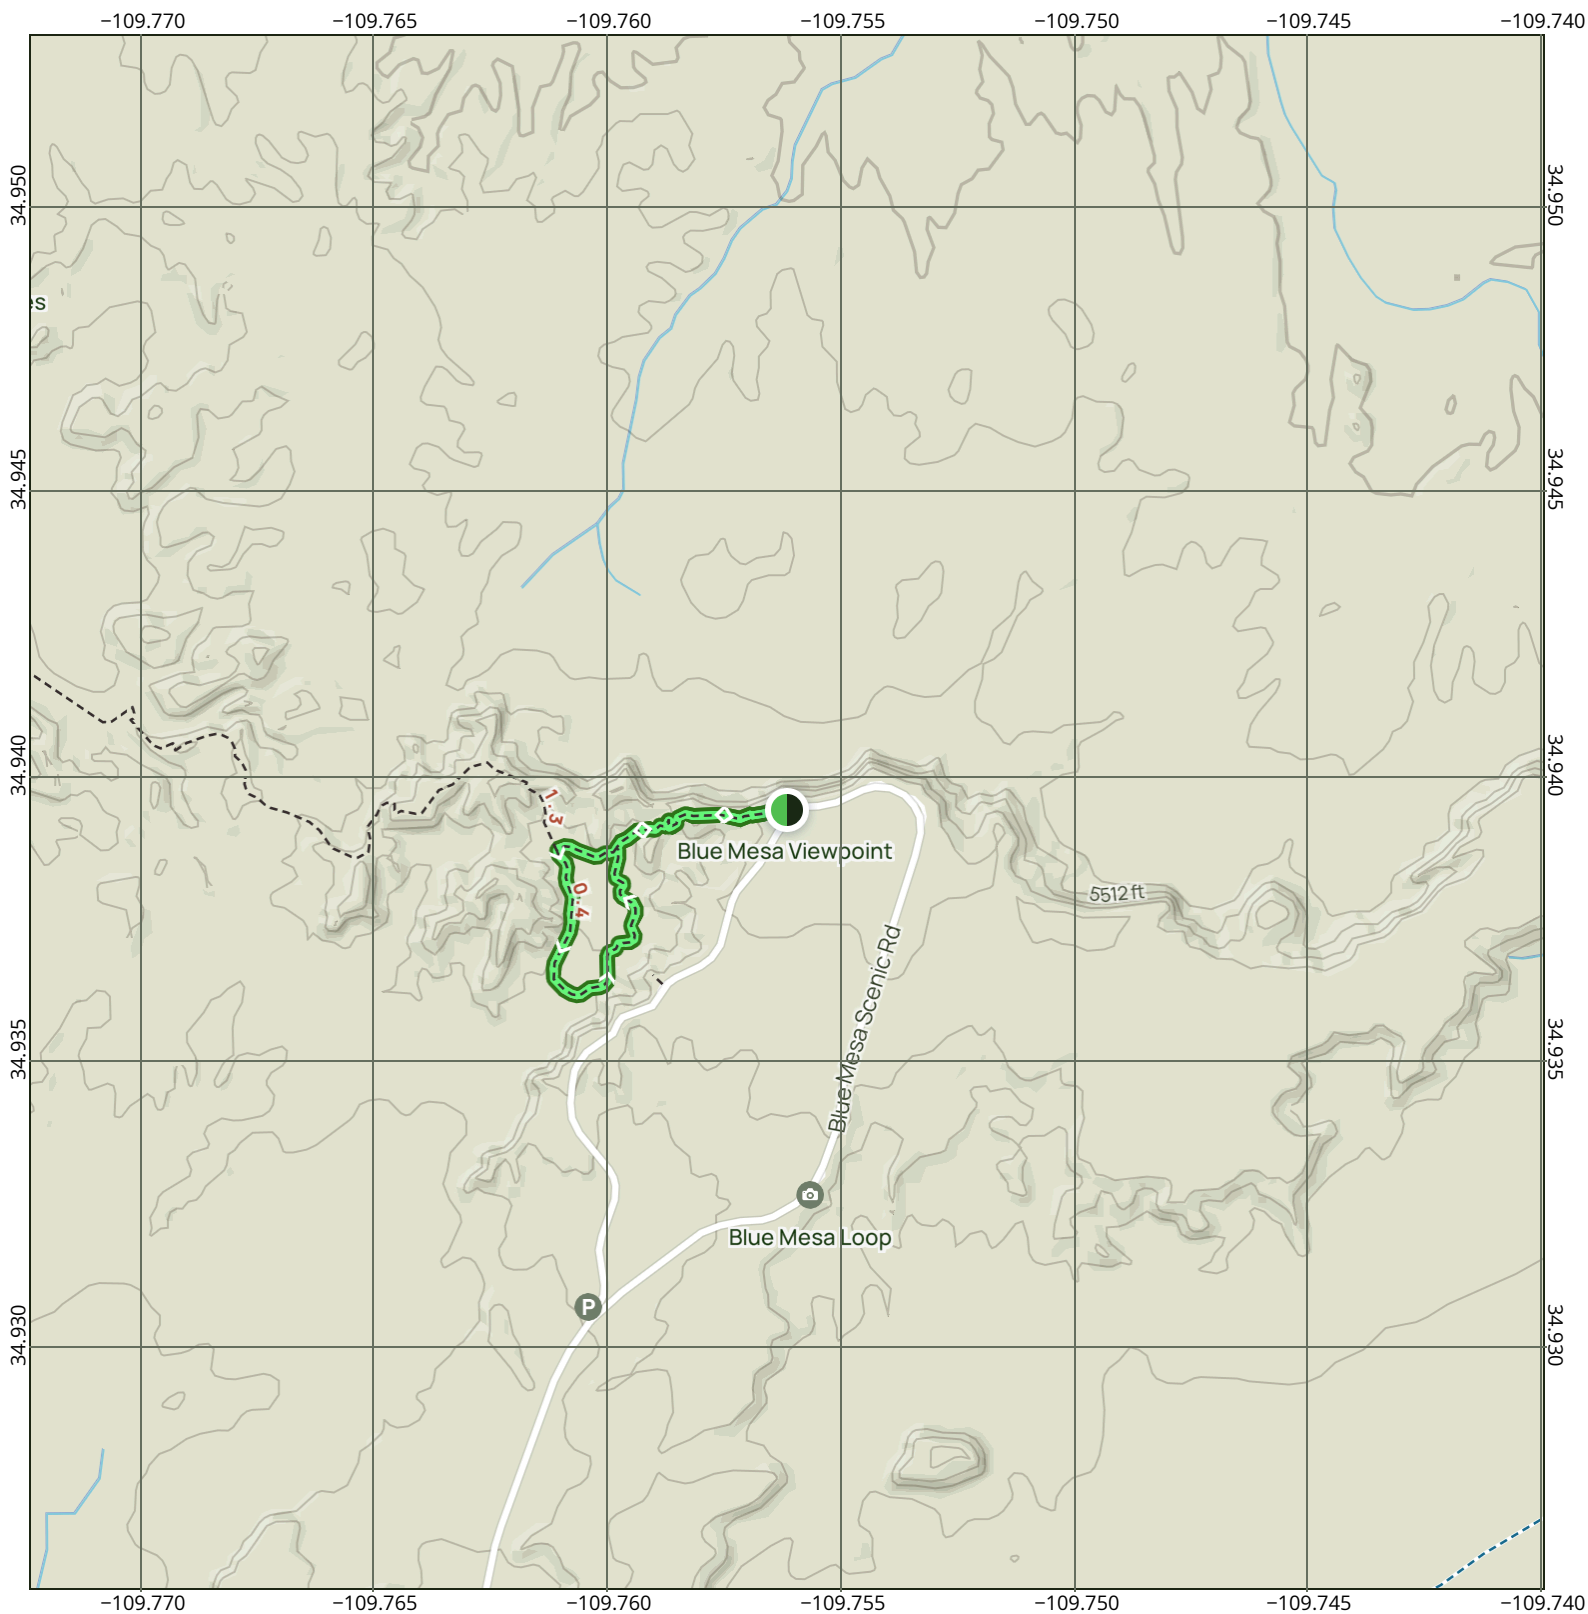 −109.770 −109.765 −109.760 −109.755 −109.750 −109.745 −109.740
34.950 34.950
es
34.945 34.945
34.940 34.940
1.3
Blue Mesa Viewpoint
0.4
5512 ft
Blue Mesa Scenic Rd
34.935 34.935
Blue Mesa Loop
P
34.930 34.930
−109.770 −109.765 −109.760 −109.755 −109.750 −109.745 −109.740